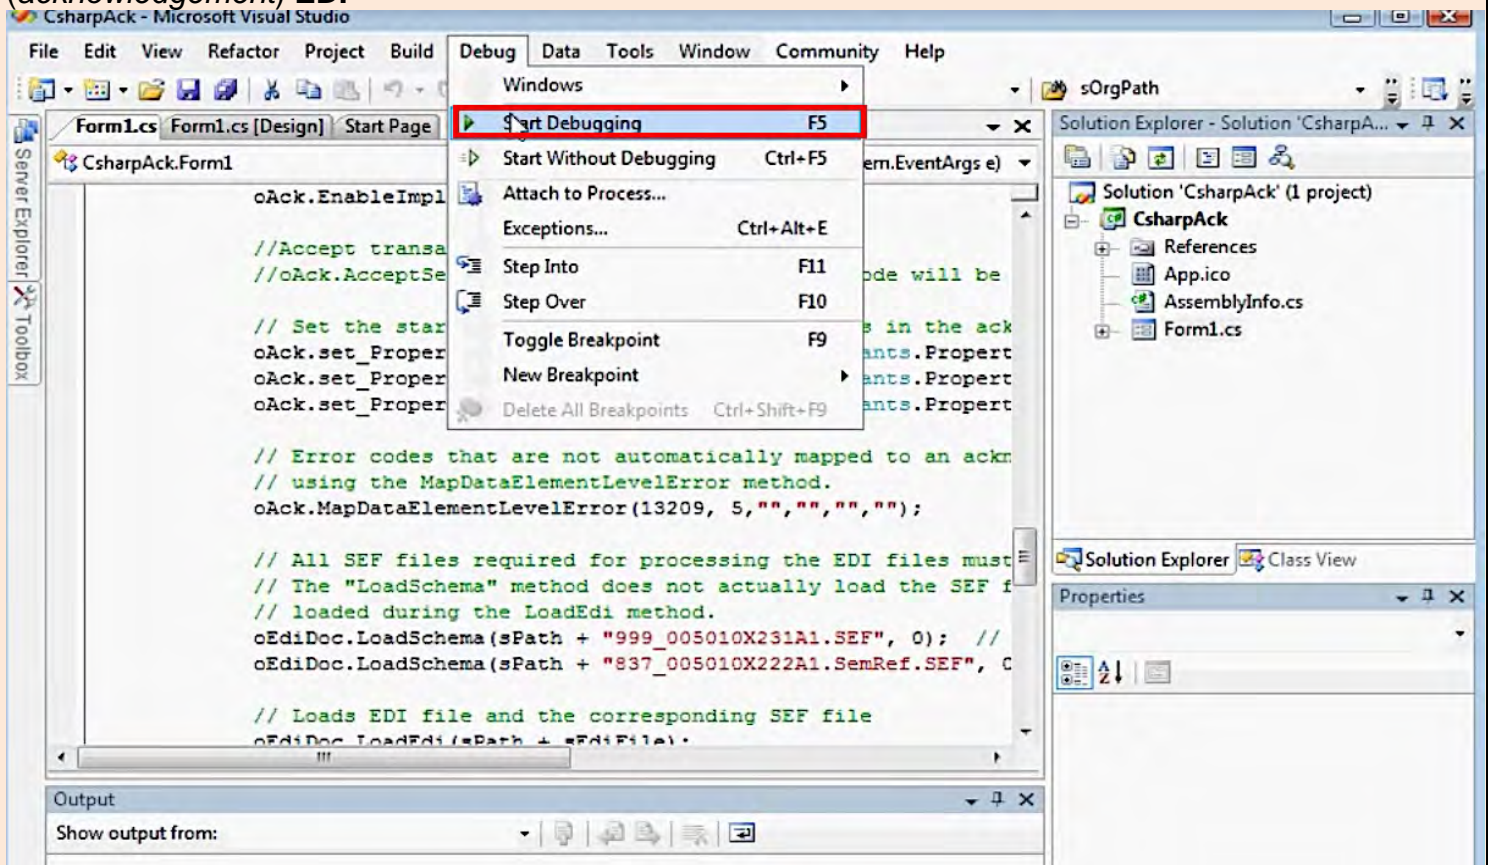 (acknowledgement) EDI
CsharpAck - Microsoft Visual Studio
File Edit View Refactor Project Build Debug Data Tools Window Community Help
sOrgPath
Windows
Start Debugging F5
Start Without Debugging Ctrl+F5
Attach to Process...
Exceptions... Ctrl+Alt+E
Step Into F11
Step Over F10
Toggle Breakpoint F9
New Breakpoint
Delete All Breakpoints Ctrl+Shift+F9
Server Explorer
Toolbox
Form1.cs Form1.cs [Design] Start Page
CsharpAck.Form1 em.EventArgs e)
oAck.EnableImpl
//Accept transa
//oAck.AcceptSe ode will be
// Set the star s in the ack
oAck.set_Proper ants.Propert
oAck.set_Proper ants.Propert
oAck.set_Proper ants.Propert
// Error codes that are not automatically mapped to an ackn
// using the MapDataElementLevelError method.
oAck.MapDataElementLevelError(13209, 5,"","","","");
// All SEF files required for processing the EDI files must
// The "LoadSchema" method does not actually load the SEF f
// loaded during the LoadEdi method.
oEdiDoc.LoadSchema(sPath + "999_005010X231A1.SEF", 0); //
oEdiDoc.LoadSchema(sPath + "837_005010X222A1.SemRef.SEF", 0
// Loads EDI file and the corresponding SEF file
oEdiDoc.LoadEdi(sPath + sEdiFile);
Solution Explorer - Solution 'CsharpA...
Solution 'CsharpAck' (1 project)
CsharpAck
References
App.ico
AssemblyInfo.cs
Form1.cs
Solution Explorer Class View
Properties
Output
Show output from: